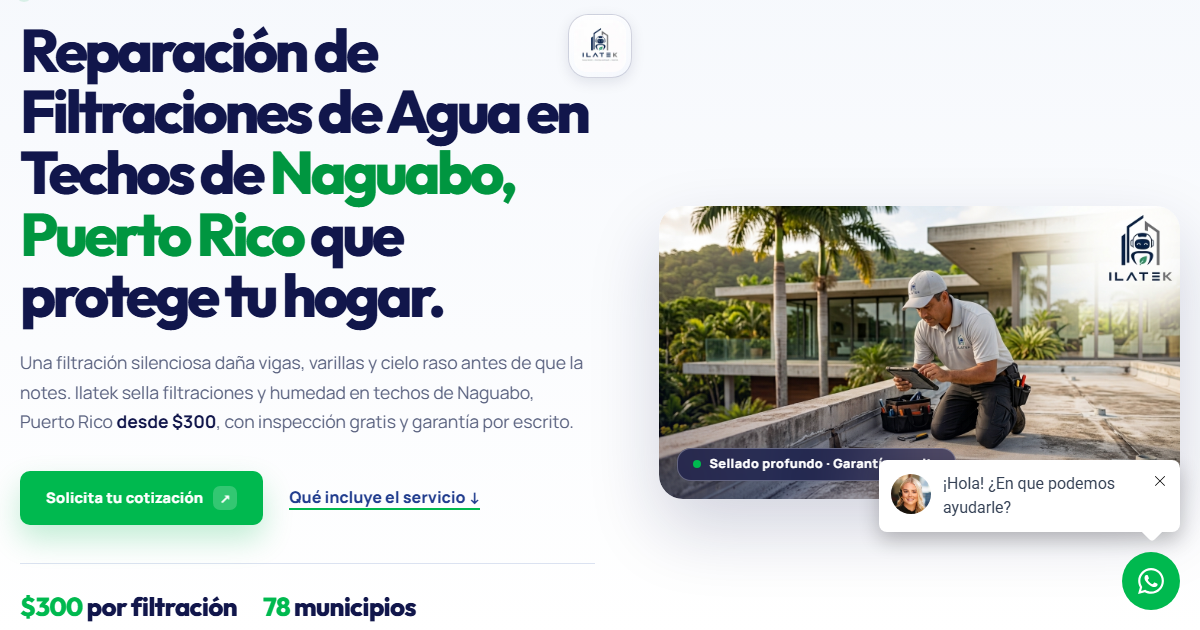 Reparación de
Filtraciones de Agua en
Techos de Naguabo,
Puerto Rico que
protege tu hogar.
Una filtración silenciosa daña vigas, varillas y cielo raso antes de que la
notes. Ilatek sella filtraciones y humedad en techos de Naguabo,
Puerto Rico desde $300, con inspección gratis y garantía por escrito.
Solicita tu cotización ↗
Qué incluye el servicio ↓
$300 por filtración
78 municipios
ILATEK
ILATEK
Sellado profundo · Garantía
¡Hola! ¿En que podemos
ayudarle?